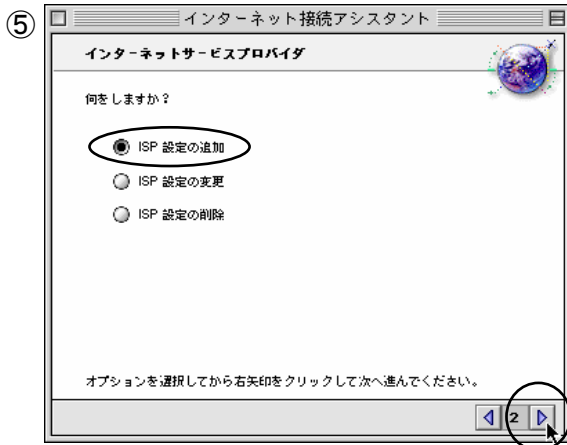 ⑤
インターネット接続アシスタント
インターネットサービスプロバイダ
何をしますか？
ISP 設定の追加
ISP 設定の変更
ISP 設定の削除
オプションを選択してから右矢印をクリックして次へ進んでください。
2